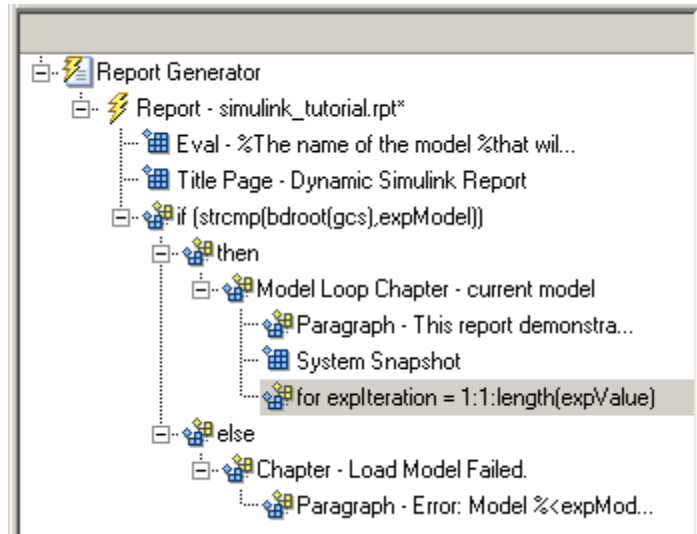 Report Generator
Report - simulink_tutorial.rpt*
Eval - %The name of the model %that wil...
Title Page - Dynamic Simulink Report
if (strcmp(bdroot(gcs),expModel))
then
Model Loop Chapter - current model
Paragraph - This report demonstra...
System Snapshot
for expIteration = 1:1:length(expValue)
else
Chapter - Load Model Failed.
Paragraph - Error: Model %<expMod...